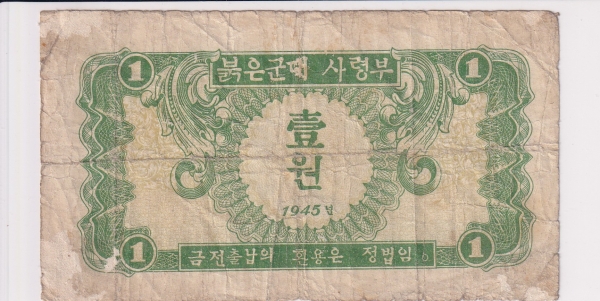 1 붉은군대 사령부 1
壹
원
1945년
1 금전출납의 확용은 정법임 1